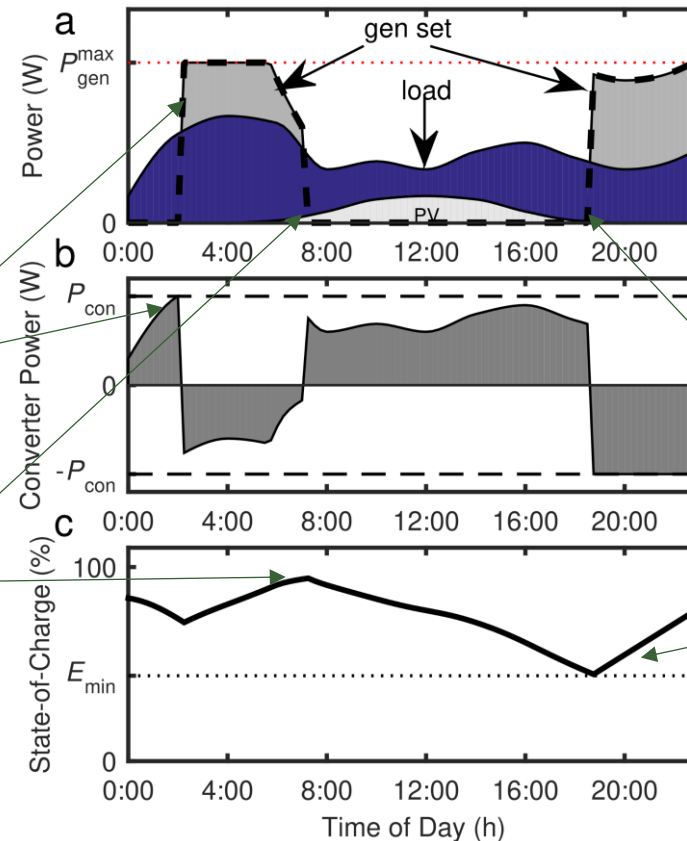 a
gen set
P_gen^max
load
Power (W)
PV
0
0:00 4:00 8:00 12:00 16:00 20:00
b
P_con
Converter Power (W)
0
-P_con
0:00 4:00 8:00 12:00 16:00 20:00
c
State-of-Charge (%)
100
E_min
0
0:00 4:00 8:00 12:00 16:00 20:00
Time of Day (h)